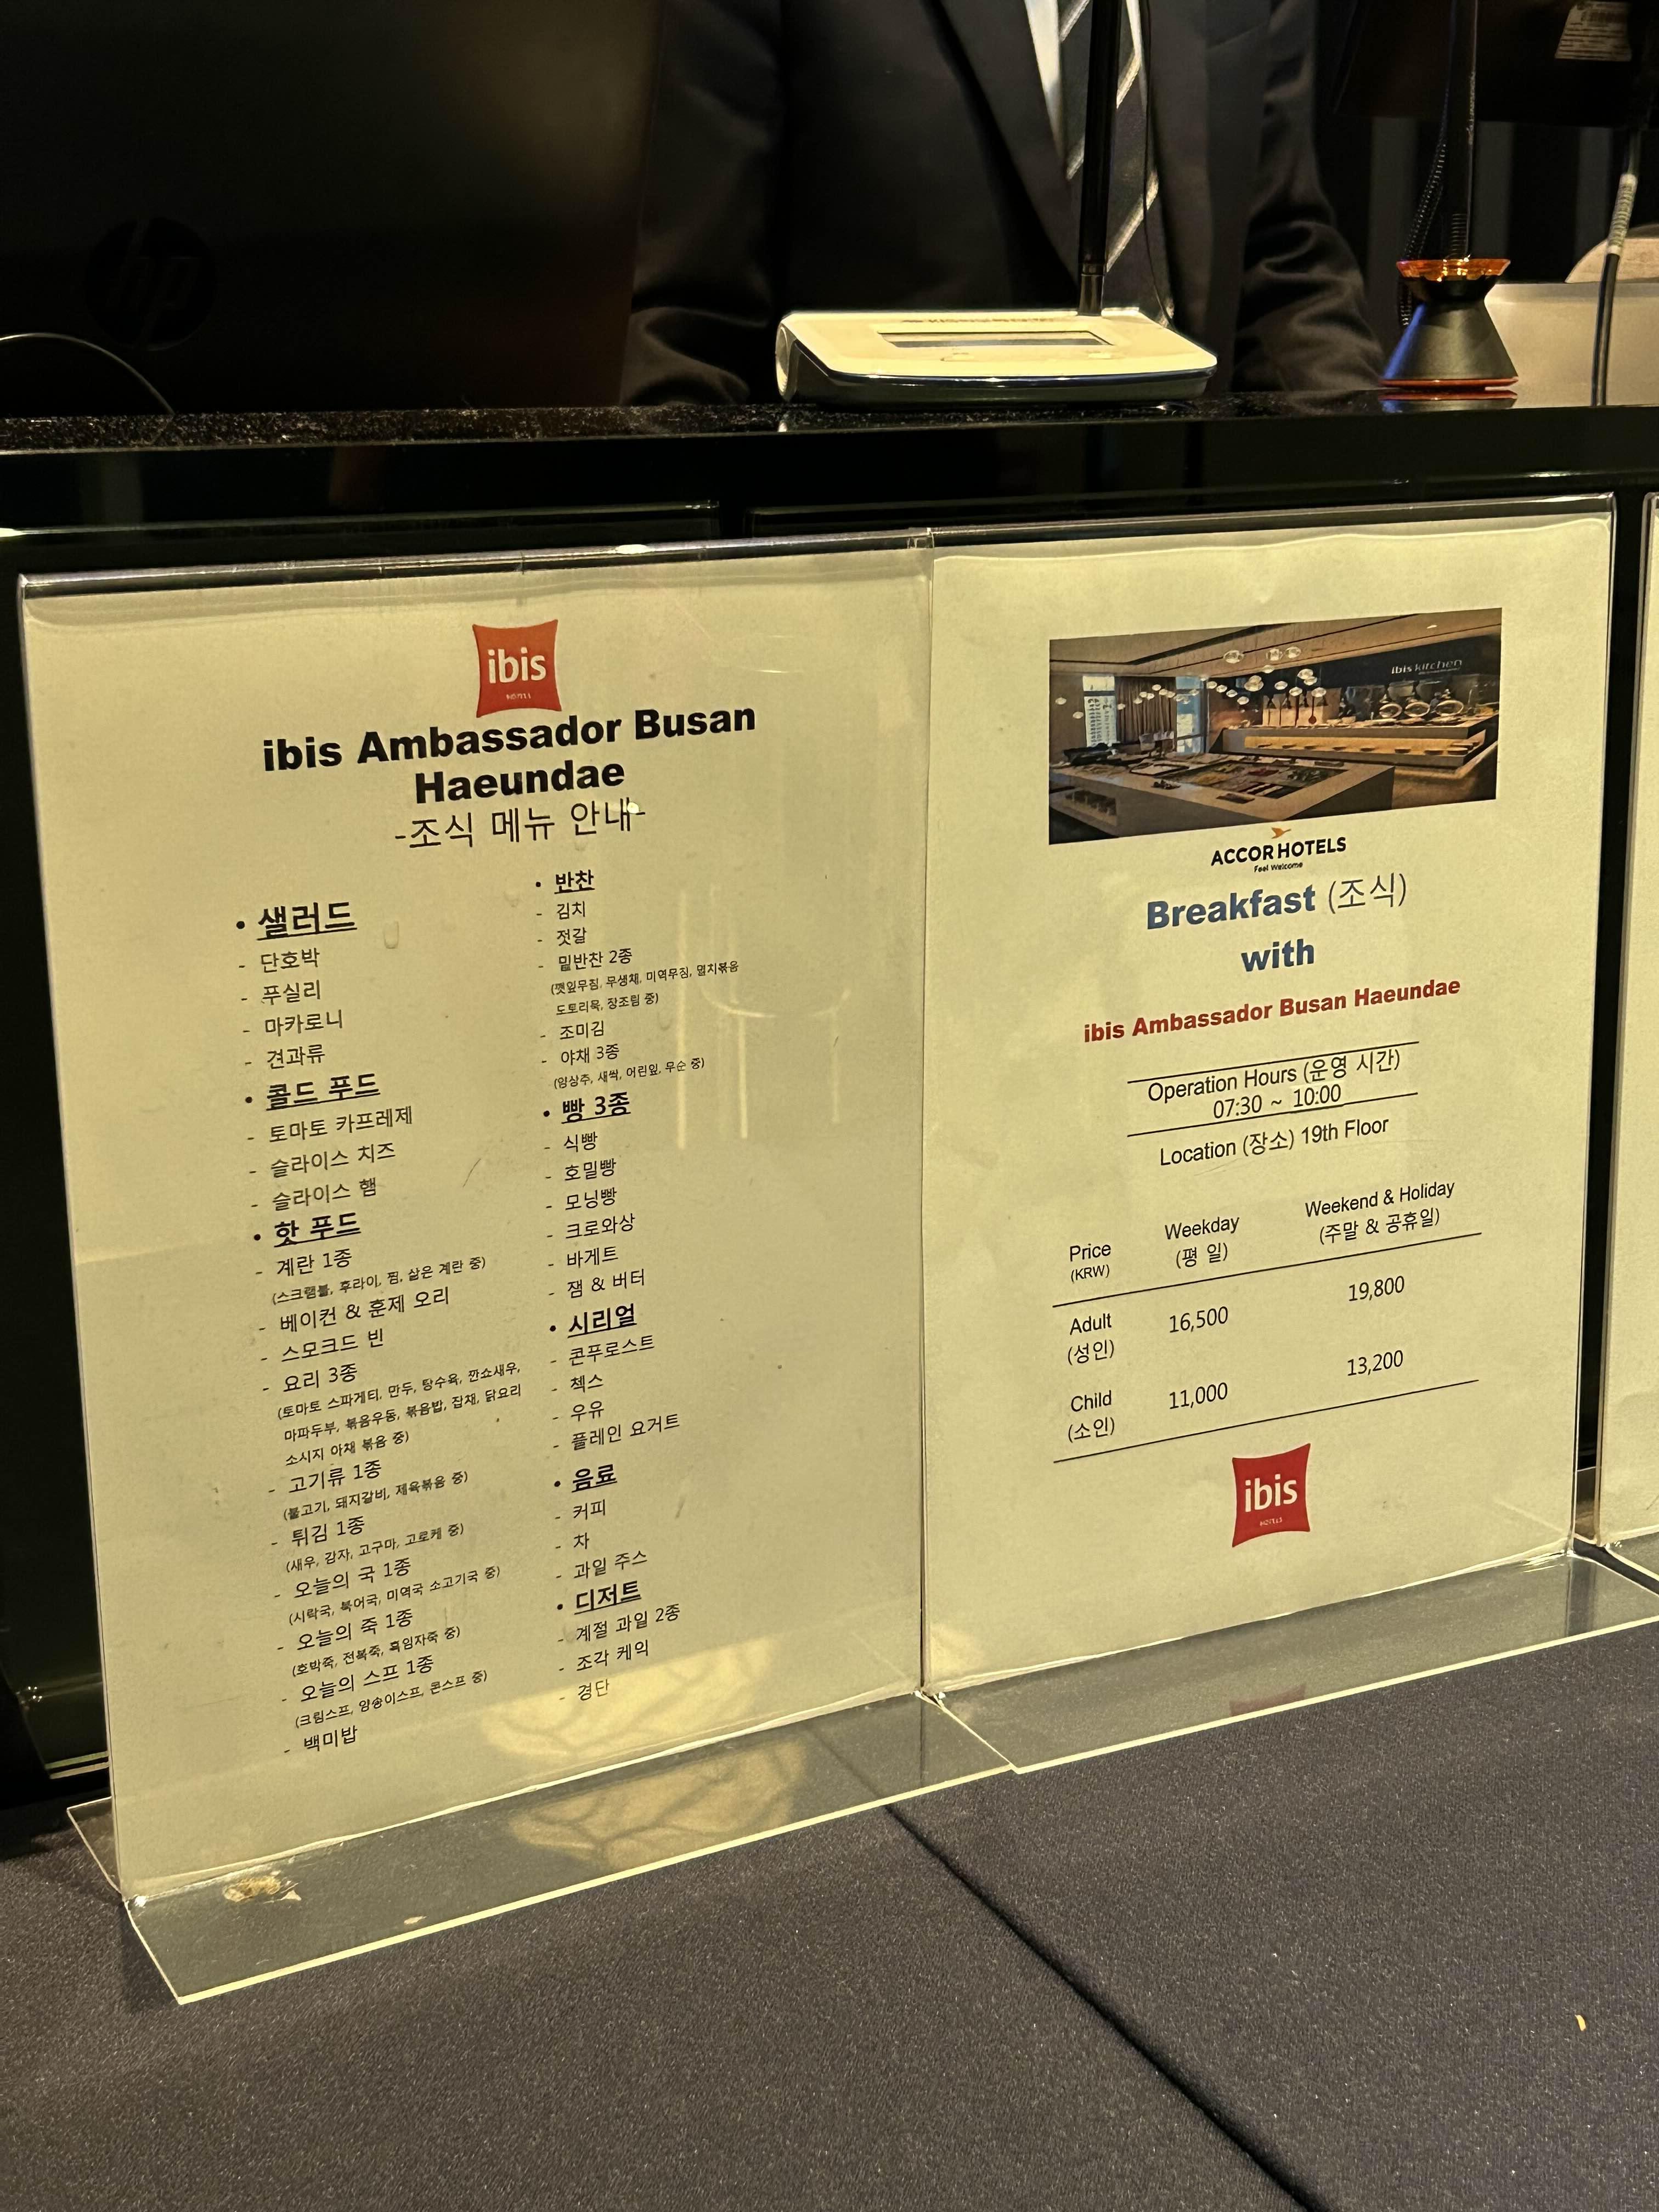 hp
ibis
HOTELS
ibis Ambassador Busan
Haeundae
-조식 메뉴 안내-
• 샐러드
- 단호박
- 푸실리
- 마카로니
- 견과류
• 콜드 푸드
- 토마토 카프레제
- 슬라이스 치즈
- 슬라이스 햄
• 핫 푸드
- 계란 1종
(스크램블, 후라이, 찜, 삶은 계란 중)
- 베이컨 & 훈제 오리
- 스모크드 빈
- 요리 3종
(토마토 스파게티, 만두, 탕수육, 깐쇼새우,
마파두부, 볶음우동, 볶음밥, 잡채, 닭요리
소시지 야채 볶음 중)
- 고기류 1종
(불고기, 돼지갈비, 제육볶음 중)
- 튀김 1종
(새우, 감자, 고구마, 고로케 중)
- 오늘의 국 1종
(시락국, 북어국, 미역국 소고기국 중)
- 오늘의 죽 1종
(호박죽, 전복죽, 흑임자죽 중)
- 오늘의 스프 1종
(크림스프, 양송이스프, 콘스프 중)
- 백미밥
• 반찬
- 김치
- 젓갈
- 밑반찬 2종
(깻잎무침, 무생채, 미역무침, 멸치볶음
도토리묵, 장조림 중)
- 조미김
- 야채 3종
(양상추, 새싹, 어린잎, 무순 중)
• 빵 3종
- 식빵
- 호밀빵
- 모닝빵
- 크로와상
- 바게트
- 잼 & 버터
• 시리얼
- 콘푸로스트
- 첵스
- 우유
- 플레인 요거트
• 음료
- 커피
- 차
- 과일 주스
• 디저트
- 계절 과일 2종
- 조각 케익
- 경단
ibis kitchen
ACCORHOTELS
Feel Welcome
Breakfast (조식)
with
ibis Ambassador Busan Haeundae
Operation Hours (운영 시간)
07:30 ~ 10:00
Location (장소) 19th Floor
Price Weekday Weekend & Holiday
(KRW) (평 일) (주말 & 공휴일)
Adult 16,500 19,800
(성인)
Child 11,000 13,200
(소인)
ibis
HOTELS